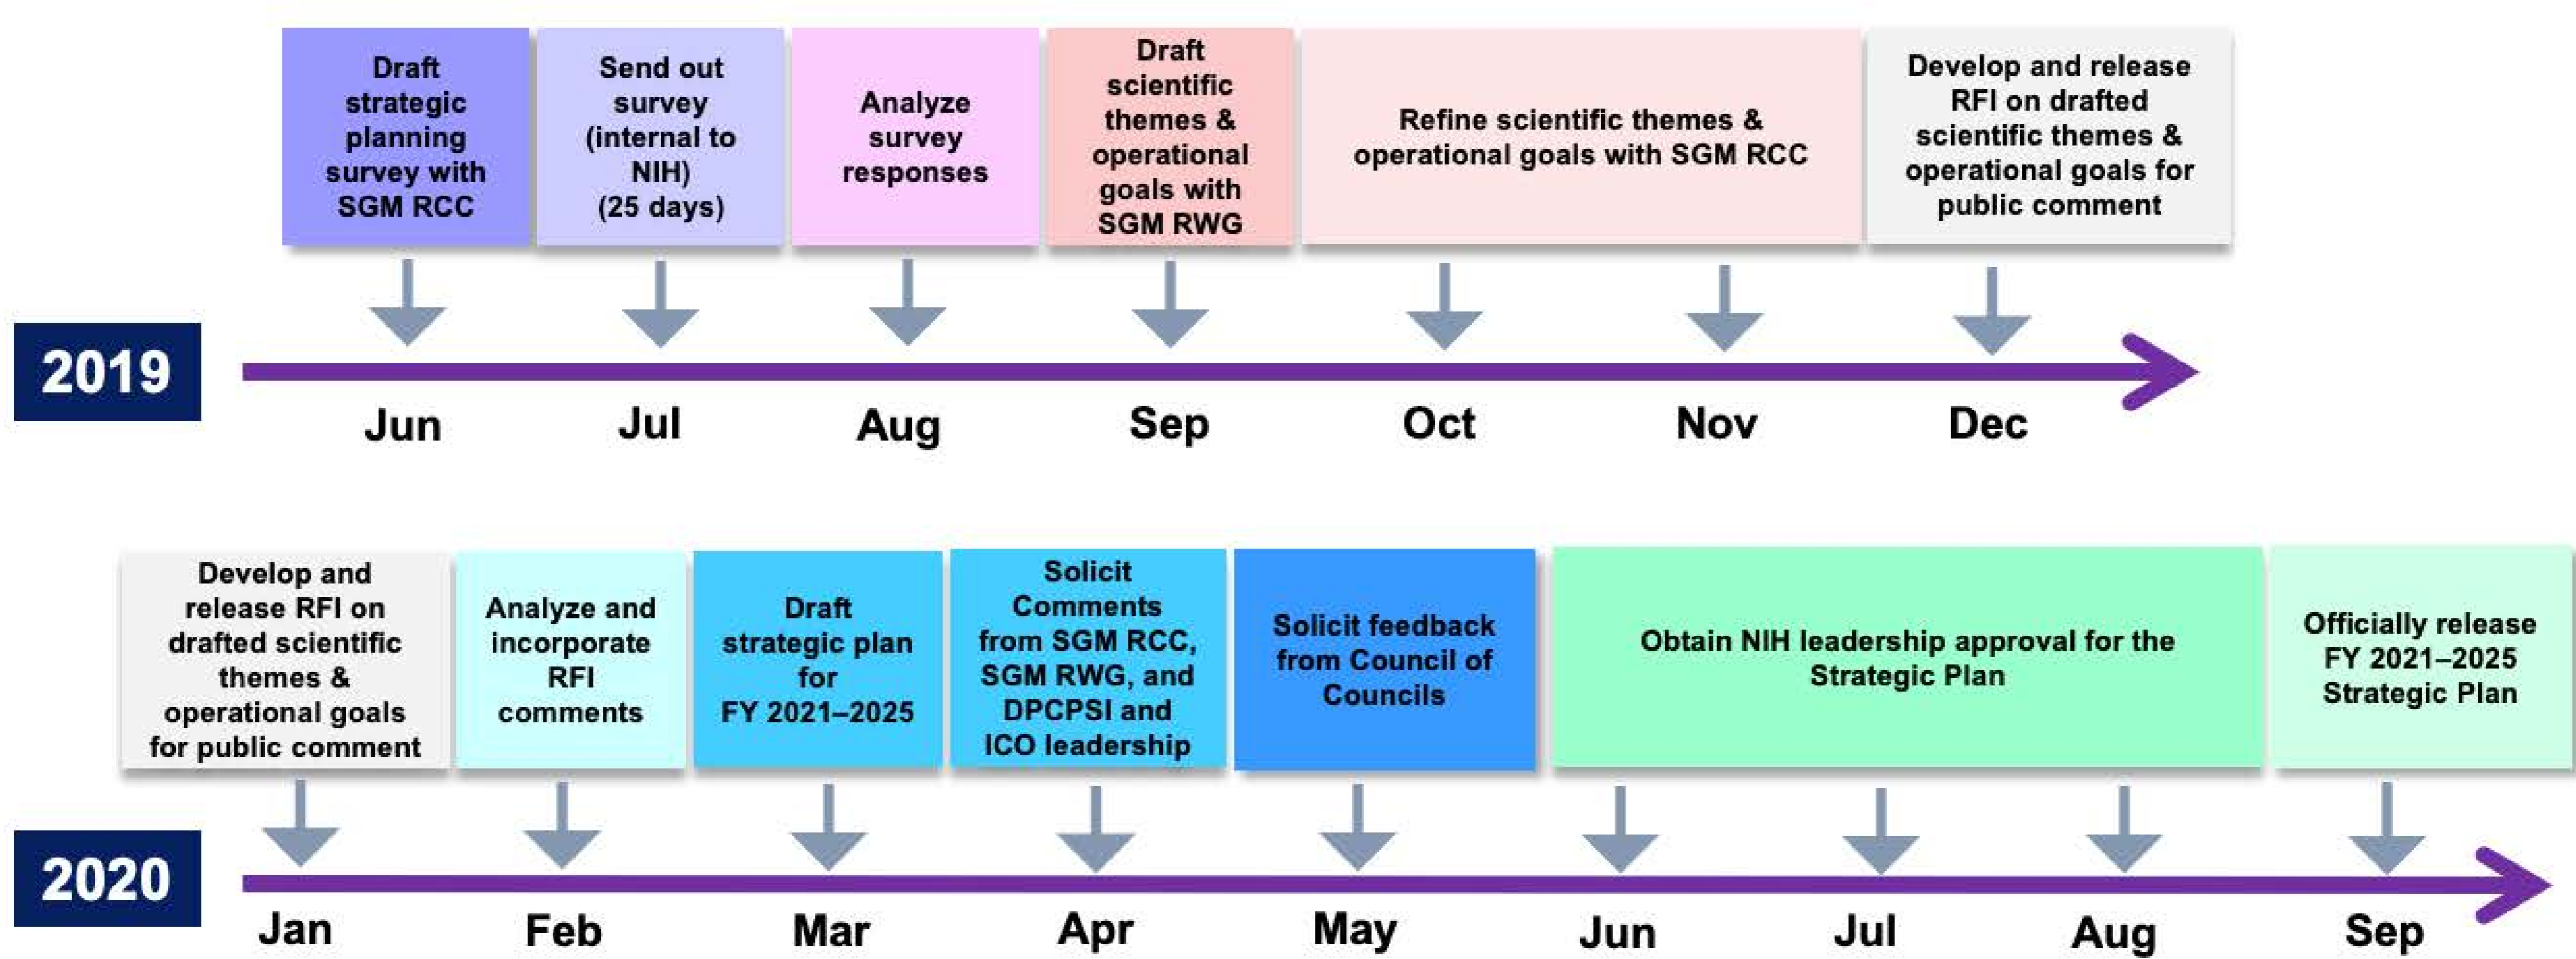 Draft
strategic
planning
survey with
SGM RCC
Send out
survey
(internal to
NIH)
(25 days)
Analyze
survey
responses
Draft
scientific
themes &
operational
goals with
SGM RWG
Refine scientific themes &
operational goals with SGM RCC
Develop and release
RFI on drafted
scientific themes &
operational goals for
public comment
2019
Jun
Jul
Aug
Sep
Oct
Nov
Dec
Develop and
release RFI on
drafted scientific
themes &
operational goals
for public comment
Analyze and
incorporate
RFI
comments
Draft
strategic plan
for
FY 2021–2025
Solicit
Comments
from SGM RCC,
SGM RWG, and
DPCPSI and
ICO leadership
Solicit feedback
from Council of
Councils
Obtain NIH leadership approval for the
Strategic Plan
Officially release
FY 2021–2025
Strategic Plan
2020
Jan
Feb
Mar
Apr
May
Jun
Jul
Aug
Sep